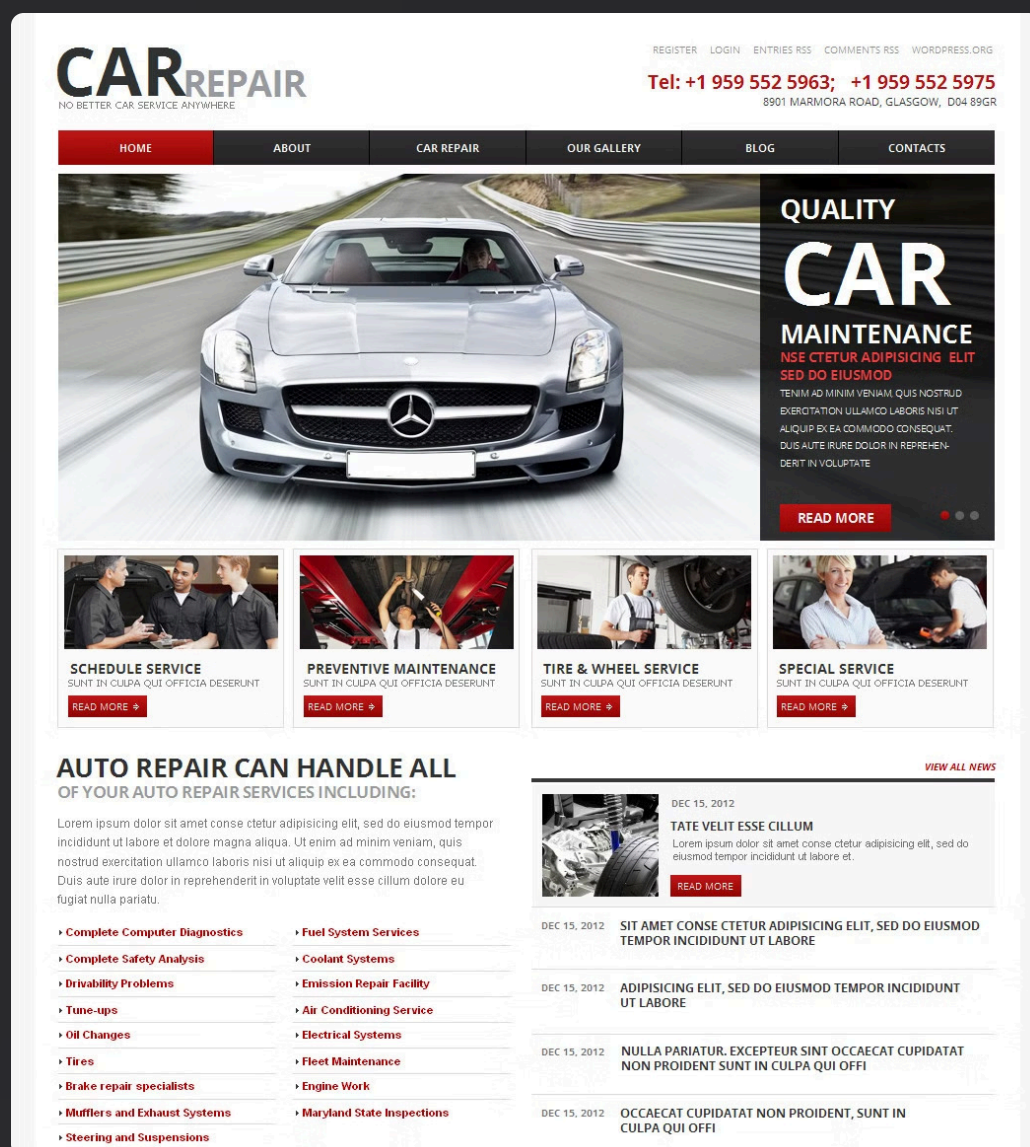 REGISTER LOGIN ENTRIES RSS COMMENTS RSS WORDPRESS.ORG
CAR REPAIR
NO BETTER CAR SERVICE ANYWHERE
Tel: +1 959 552 5963; +1 959 552 5975
8901 MARMORA ROAD, GLASGOW, D04 89GR
HOME ABOUT CAR REPAIR OUR GALLERY BLOG CONTACTS
QUALITY
CAR
MAINTENANCE
NSE CTETUR ADIPISICING ELIT
SED DO EIUSMOD
TENIM AD MINIM VENIAM, QUIS NOSTRUD
EXERCITATION ULLAMCO LABORIS NISI UT
ALIQUIP EX EA COMMODO CONSEQUAT.
DUIS AUTE IRURE DOLOR IN REPREHEN-
DERIT IN VOLUPTATE
READ MORE
SCHEDULE SERVICE
SUNT IN CULPA QUI OFFICIA DESERUNT
READ MORE
PREVENTIVE MAINTENANCE
SUNT IN CULPA QUI OFFICIA DESERUNT
READ MORE
TIRE & WHEEL SERVICE
SUNT IN CULPA QUI OFFICIA DESERUNT
READ MORE
SPECIAL SERVICE
SUNT IN CULPA QUI OFFICIA DESERUNT
READ MORE
AUTO REPAIR CAN HANDLE ALL
OF YOUR AUTO REPAIR SERVICES INCLUDING:
Lorem ipsum dolor sit amet conse ctetur adipisicing elit, sed do eiusmod tempor
incididunt ut labore et dolore magna aliqua. Ut enim ad minim veniam, quis
nostrud exercitation ullamco laboris nisi ut aliquip ex ea commodo consequat.
Duis aute irure dolor in reprehenderit in voluptate velit esse cillum dolore eu
fugiat nulla pariatu.
Complete Computer Diagnostics
Complete Safety Analysis
Drivability Problems
Tune-ups
Oil Changes
Tires
Brake repair specialists
Mufflers and Exhaust Systems
Steering and Suspensions
Fuel System Services
Coolant Systems
Emission Repair Facility
Air Conditioning Service
Electrical Systems
Fleet Maintenance
Engine Work
Maryland State Inspections
VIEW ALL NEWS
DEC 15, 2012
TATE VELIT ESSE CILLUM
Lorem ipsum dolor sit amet conse ctetur adipisicing elit, sed do
eiusmod tempor incididunt ut labore et.
READ MORE
DEC 15, 2012 SIT AMET CONSE CTETUR ADIPISICING ELIT, SED DO EIUSMOD
TEMPOR INCIDIDUNT UT LABORE
DEC 15, 2012 ADIPISICING ELIT, SED DO EIUSMOD TEMPOR INCIDIDUNT
UT LABORE
DEC 15, 2012 NULLA PARIATUR. EXCEPTEUR SINT OCCAECAT CUPIDATAT
NON PROIDENT SUNT IN CULPA QUI OFFI
DEC 15, 2012 OCCAECAT CUPIDATAT NON PROIDENT, SUNT IN
CULPA QUI OFFI